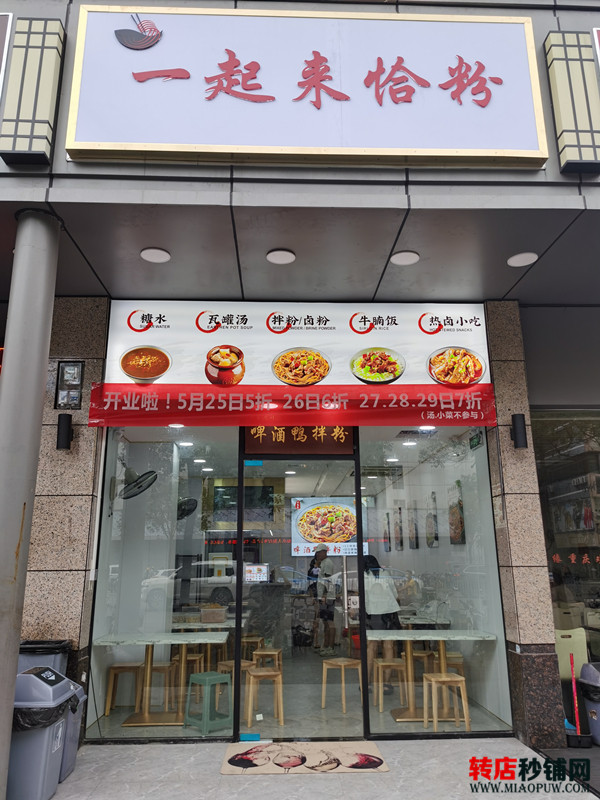 一起来恰粉
糖水 瓦罐汤 拌粉/卤粉 牛腩饭 热卤小吃
EARTHEN POT SOUP
开业啦！5月25日5折 26日6折 27.28.29日7折
（汤.小菜不参与）
啤酒鸭拌粉
转店秒铺网
WWW.MIAOPUW.COM